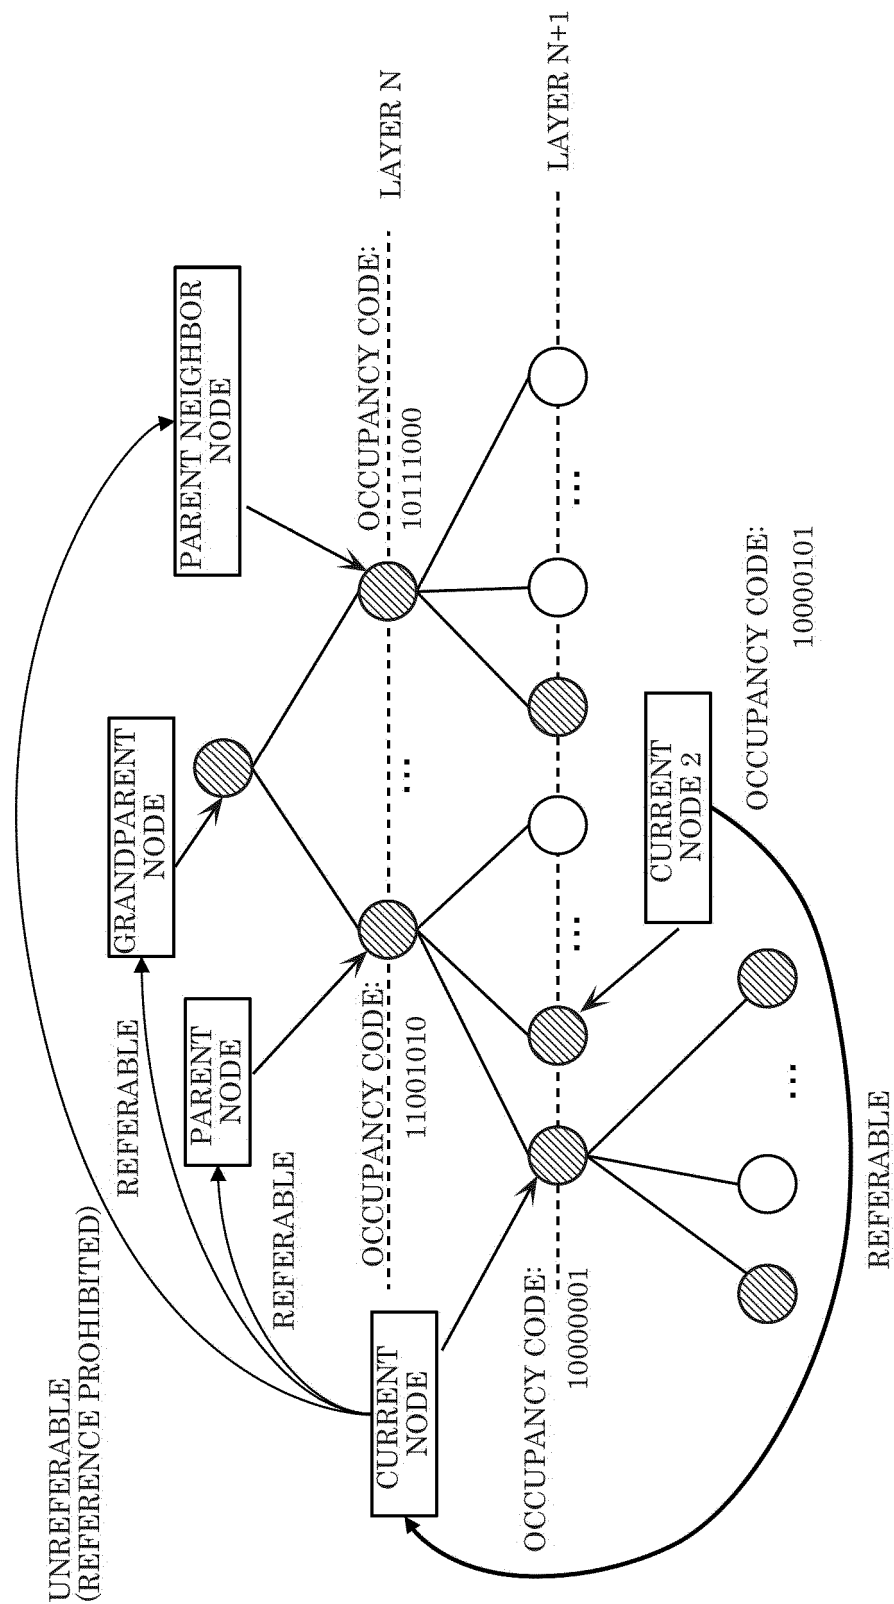 UNREFERABLE
(REFERENCE PROHIBITED)
REFERABLE
GRANDPARENT
NODE
PARENT NEIGHBOR
NODE
PARENT
NODE
REFERABLE
CURRENT
NODE
OCCUPANCY CODE:
11001010
OCCUPANCY CODE:
10111000
LAYER N
...
OCCUPANCY CODE:
10000001
LAYER N+1
...
...
CURRENT
NODE 2
OCCUPANCY CODE:
10000101
...
REFERABLE